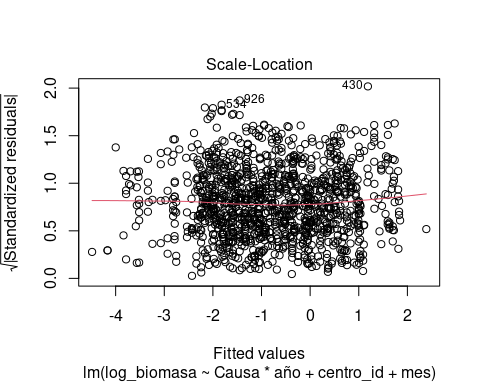 Scale-Location
430
926
534
2.0
1.5
1.0
0.5
0.0
√|Standardized residuals|
-4 -3 -2 -1 0 1 2
Fitted values
lm(log_biomasa ~ Causa * año + centro_id + mes)